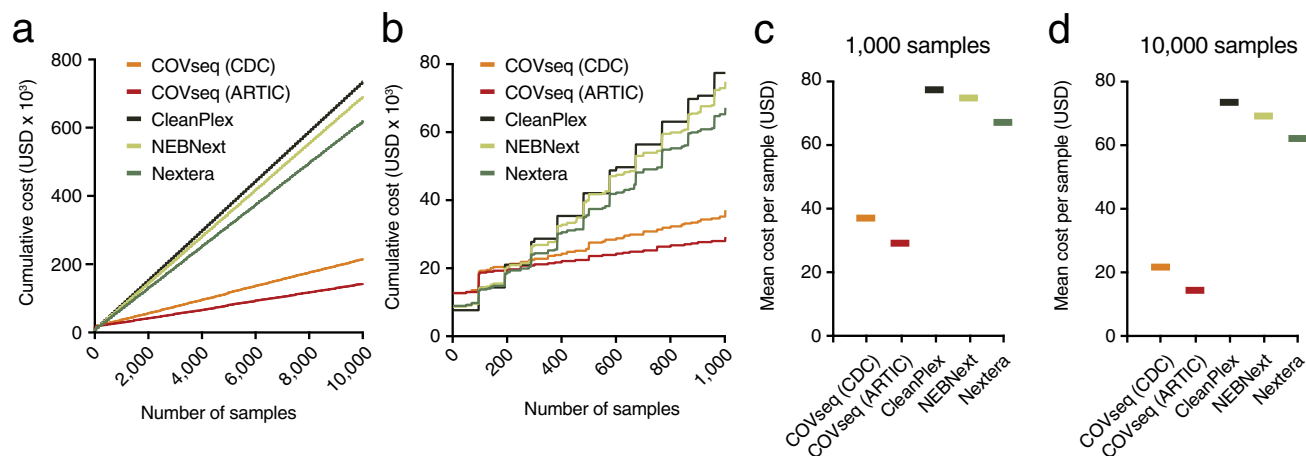 a
Cumulative cost (USD x 10³)
800
600
400
200
0
COVseq (CDC)
COVseq (ARTIC)
CleanPlex
NEBNext
Nextera
0
2,000
4,000
6,000
8,000
10,000
Number of samples
b
Cumulative cost (USD x 10³)
80
60
40
20
0
COVseq (CDC)
COVseq (ARTIC)
CleanPlex
NEBNext
Nextera
0
200
400
600
800
1,000
Number of samples
c
1,000 samples
Mean cost per sample (USD)
80
60
40
20
0
COVseq (CDC)
COVseq (ARTIC)
CleanPlex
NEBNext
Nextera
d
10,000 samples
Mean cost per sample (USD)
80
60
40
20
0
COVseq (CDC)
COVseq (ARTIC)
CleanPlex
NEBNext
Nextera